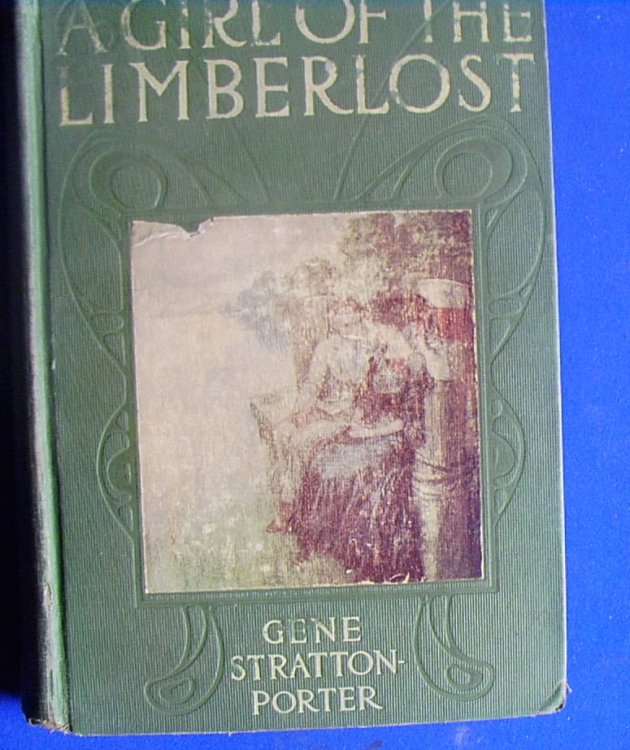 A GIRL OF THE
LIMBERLOST
GENE
STRATTON-
PORTER